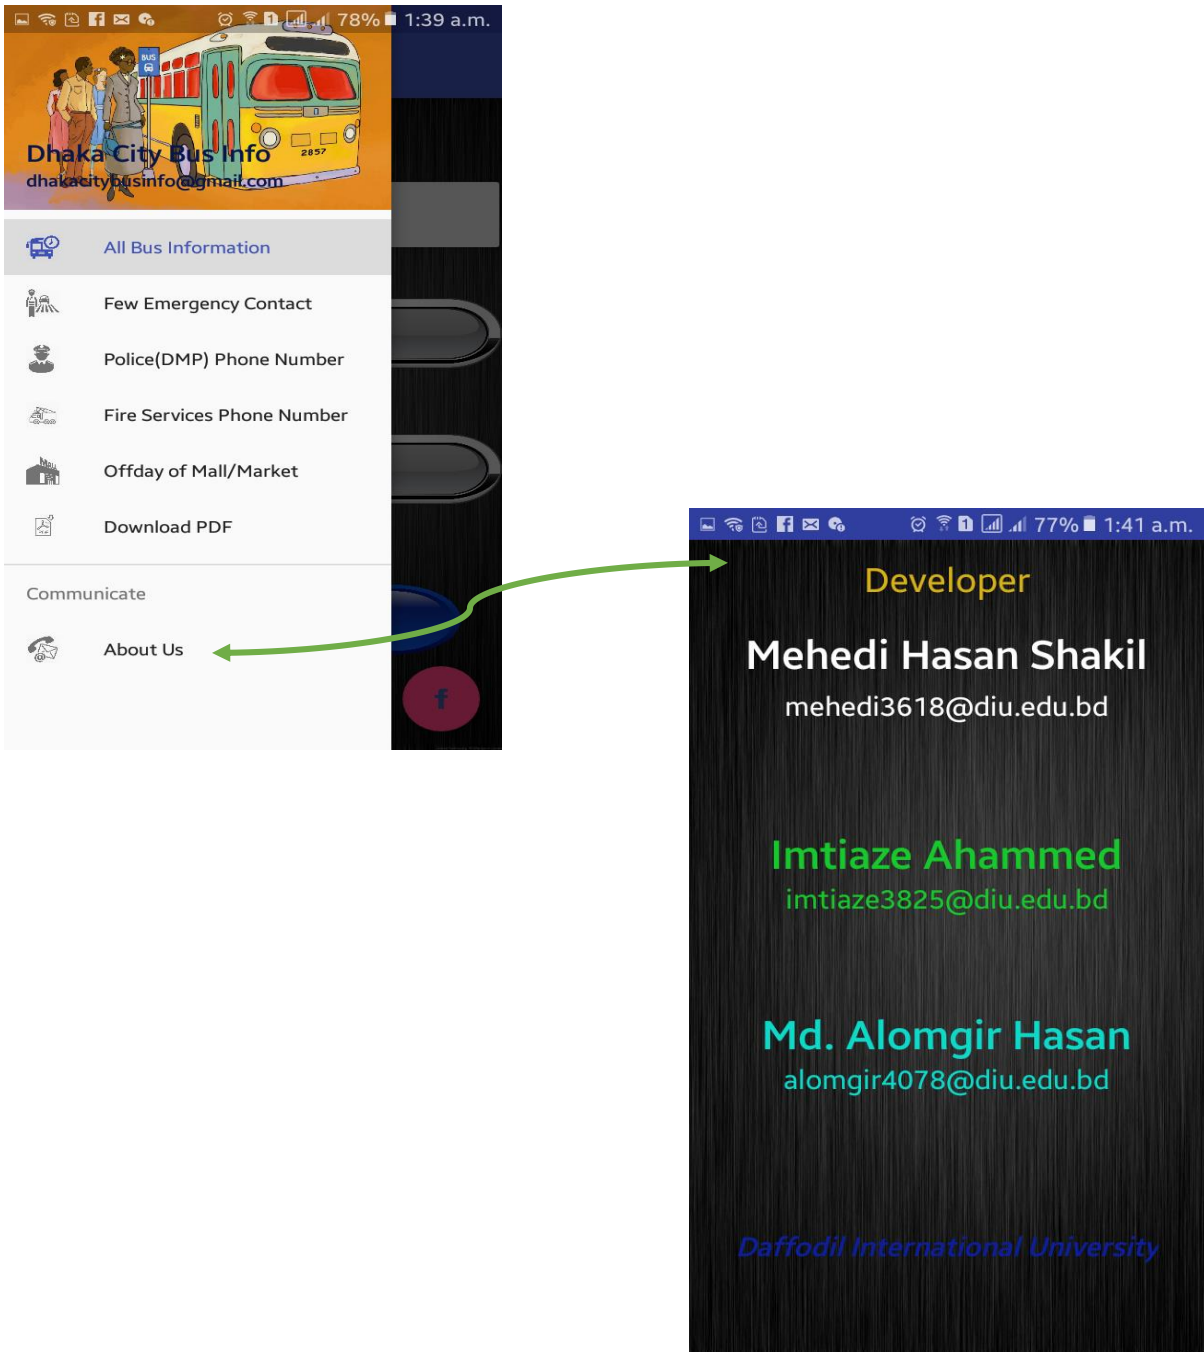 78% 1:39 a.m.
BUS
2857
Dhaka City Bus Info
dhakacitybusinfo@gmail.com
All Bus Information
Few Emergency Contact
Police(DMP) Phone Number
Fire Services Phone Number
MALL
Offday of Mall/Market
Download PDF
Communicate
About Us
f
1 77% 1:41 a.m.
Developer
Mehedi Hasan Shakil
mehedi3618@diu.edu.bd
Imtiaze Ahammed
imtiaze3825@diu.edu.bd
Md. Alomgir Hasan
alomgir4078@diu.edu.bd
Daffodil International University